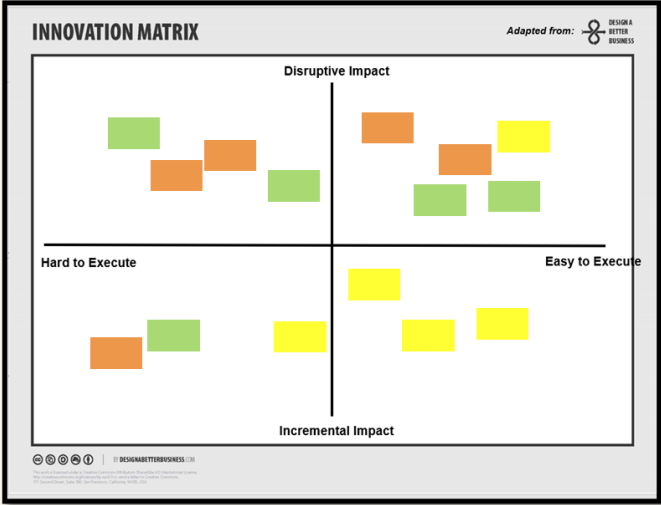 INNOVATION MATRIX
Adapted from:
DESIGN A
BETTER
BUSINESS
Disruptive Impact
Hard to Execute
Easy to Execute
Incremental Impact
BY DESIGNABETTERBUSINESS.COM